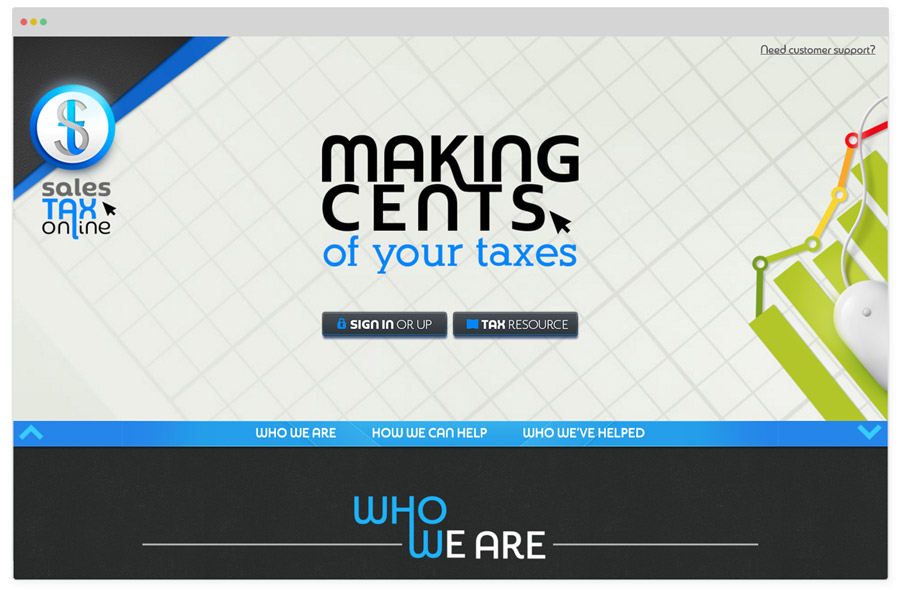 Need customer support?
sales
TAX
online
MAKING
CENTS
of your taxes
SIGN IN OR UP
TAX RESOURCE
WHO WE ARE
HOW WE CAN HELP
WHO WE'VE HELPED
WHO
WE ARE